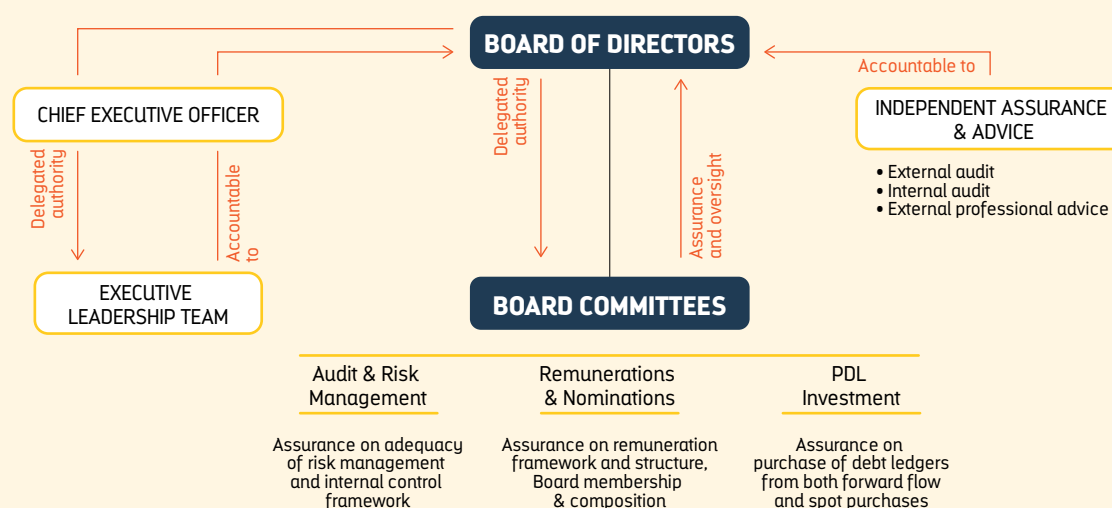 BOARD OF DIRECTORS
Accountable to
CHIEF EXECUTIVE OFFICER
INDEPENDENT ASSURANCE
& ADVICE
• External audit
• Internal audit
• External professional advice
Delegated
authority
Accountable
to
Delegated
authority
Assurance
and oversight
EXECUTIVE
LEADERSHIP TEAM
BOARD COMMITTEES
Audit & Risk
Management
Assurance on adequacy
of risk management
and internal control
framework
Remunerations
& Nominations
Assurance on remuneration
framework and structure,
Board membership
& composition
PDL
Investment
Assurance on
purchase of debt ledgers
from both forward flow
and spot purchases